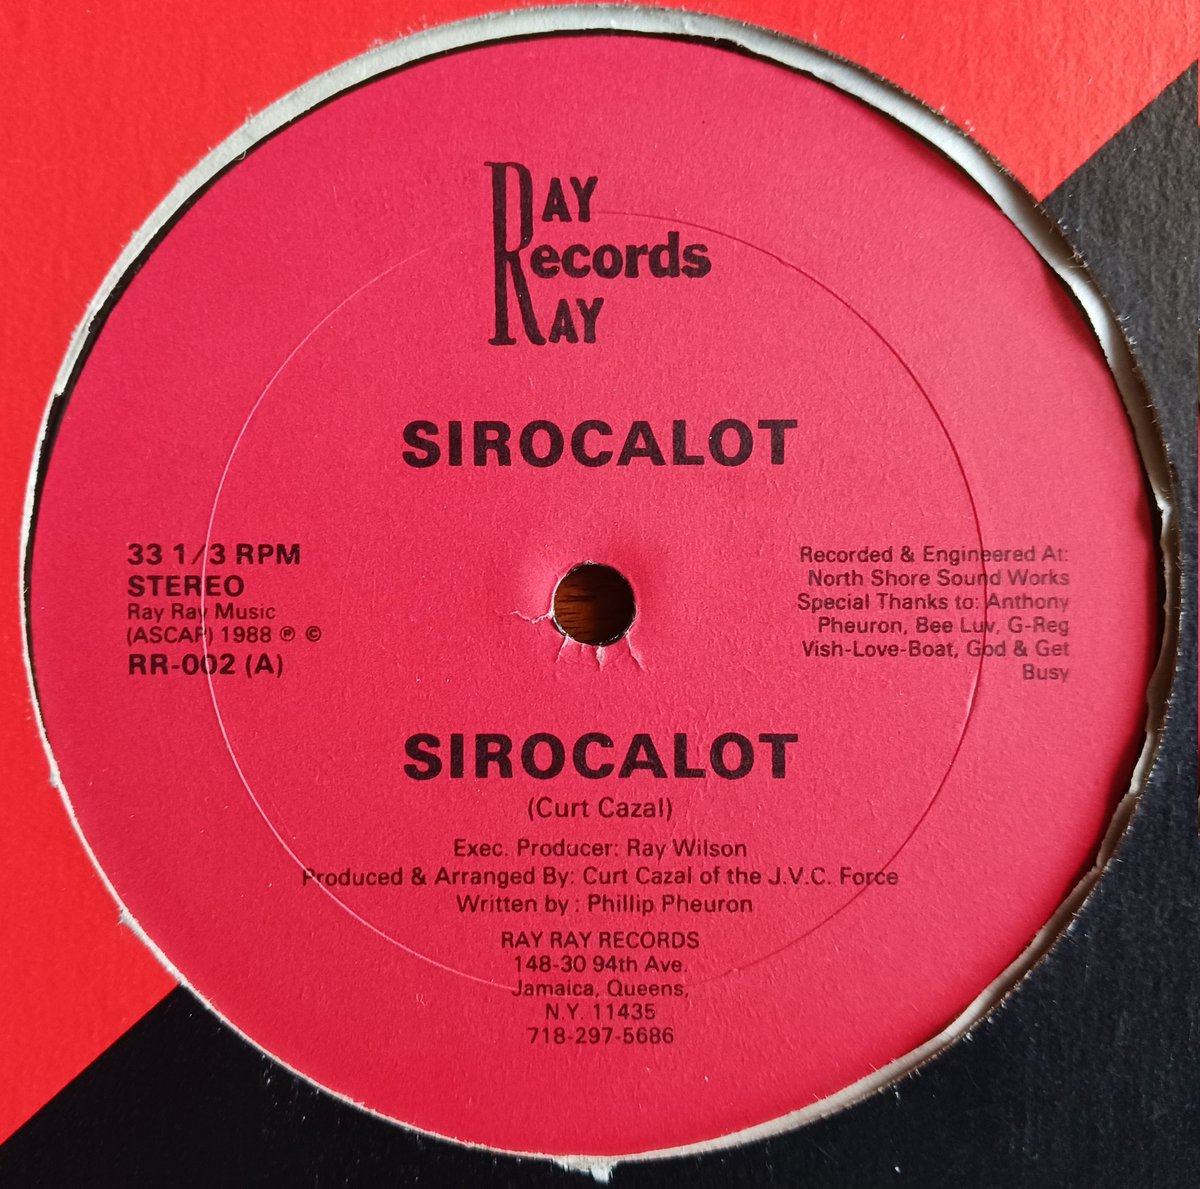 RAY
Records
RAY
SIROCALOT
33 1/3 RPM
STEREO
Ray Ray Music
(ASCAP) 1988 ℗ ©
RR-002 (A)
Recorded & Engineered At:
North Shore Sound Works
Special Thanks to: Anthony
Pheuron, Bee Luv, G-Reg
Vish-Love-Boat, God & Get
Busy
SIROCALOT
(Curt Cazal)
Exec. Producer: Ray Wilson
Produced & Arranged By: Curt Cazal of the J.V.C. Force
Written by : Phillip Pheuron
RAY RAY RECORDS
148-30 94th Ave.
Jamaica, Queens,
N.Y. 11435
718-297-5686